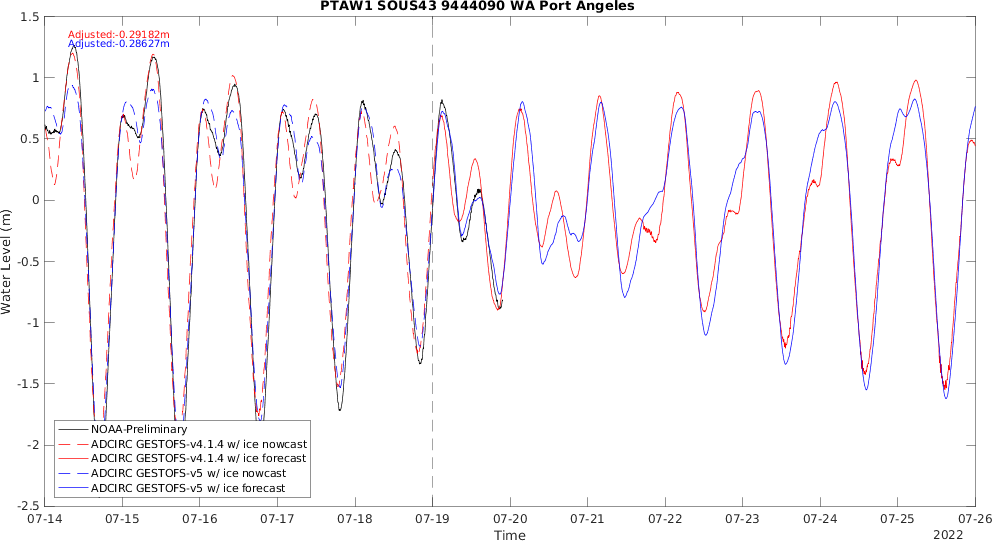 PTAW1 SOUS43 9444090 WA Port Angeles
Adjusted:-0.29182m
Adjusted:-0.28627m
1.5
1
0.5
0
-0.5
-1
-1.5
-2
-2.5
Water Level (m)
NOAA-Preliminary
ADCIRC GESTOFS-v4.1.4 w/ ice nowcast
ADCIRC GESTOFS-v4.1.4 w/ ice forecast
ADCIRC GESTOFS-v5 w/ ice nowcast
ADCIRC GESTOFS-v5 w/ ice forecast
07-14 07-15 07-16 07-17 07-18 07-19 07-20 07-21 07-22 07-23 07-24 07-25 07-26
Time
2022